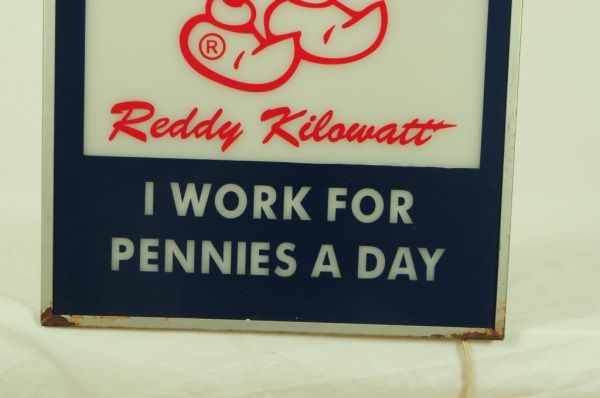 ®
Reddy Kilowatt
I WORK FOR
PENNIES A DAY